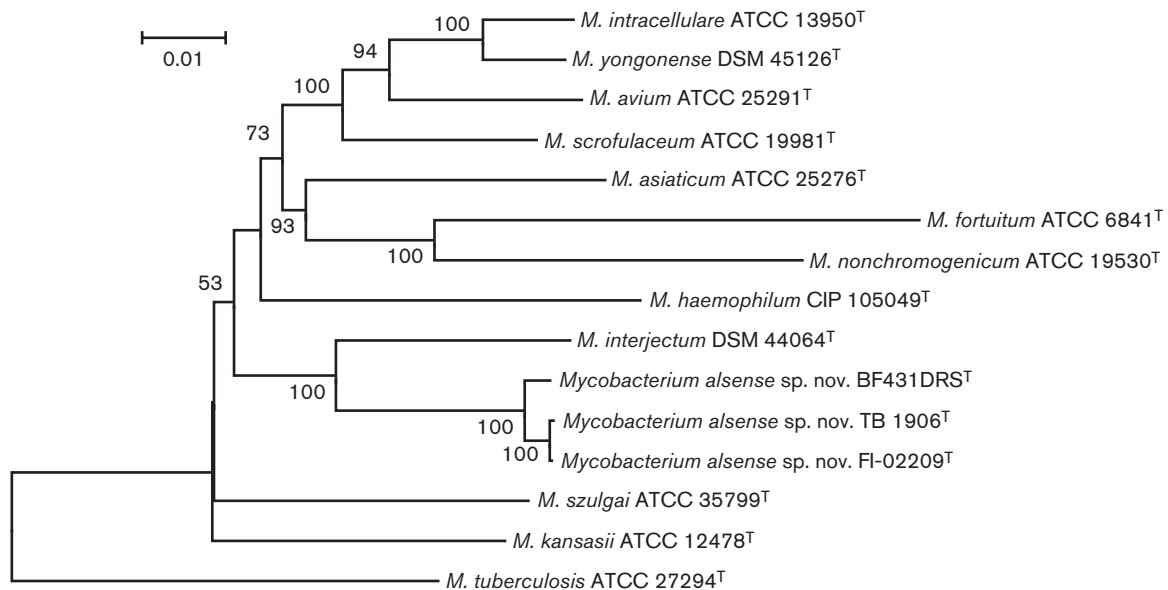 100
M. intracellulare ATCC 13950T
0.01
94
M. yongonense DSM 45126T
100
M. avium ATCC 25291T
73
M. scrofulaceum ATCC 19981T
M. asiaticum ATCC 25276T
93
M. fortuitum ATCC 6841T
100
M. nonchromogenicum ATCC 19530T
53
M. haemophilum CIP 105049T
M. interjectum DSM 44064T
100
Mycobacterium alsense sp. nov. BF431DRST
100
Mycobacterium alsense sp. nov. TB 1906T
100
Mycobacterium alsense sp. nov. FI-02209T
M. szulgai ATCC 35799T
M. kansasii ATCC 12478T
M. tuberculosis ATCC 27294T